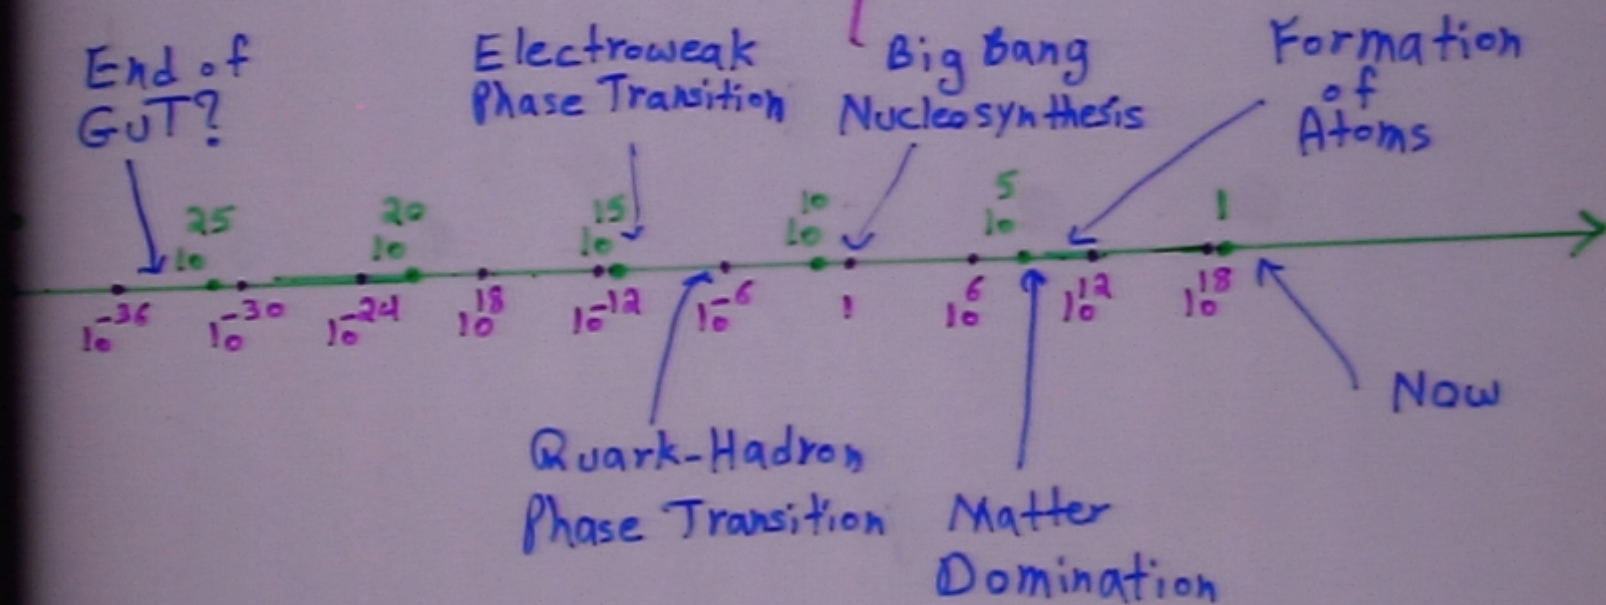 End of
GUT?
Electroweak
Phase Transition
Big Bang
Nucleosynthesis
Formation
of
Atoms
10^25 10^20 10^15 10^10 10^5 1
10^-36 10^-30 10^-24 10^18 10^-12 10^-6 1 10^6 10^12 10^18
Quark-Hadron
Phase Transition
Matter
Domination
Now